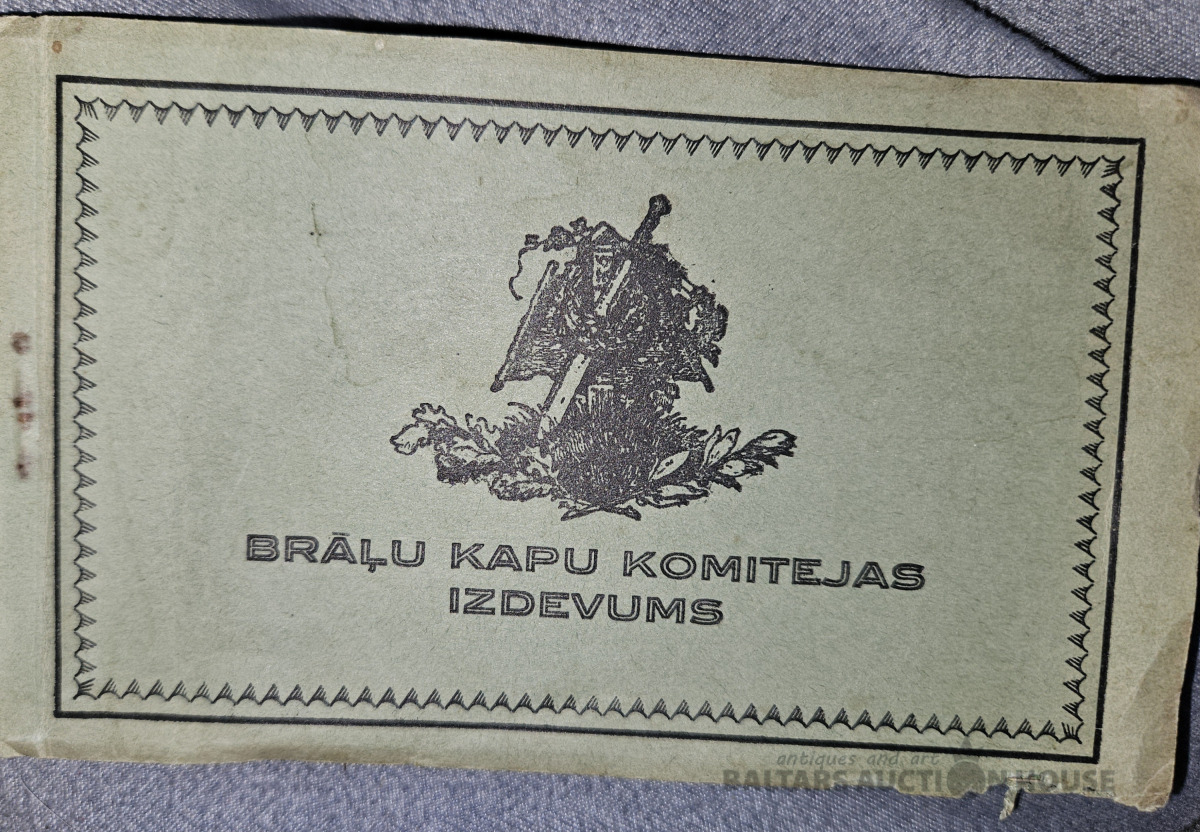 BRĀĻU KAPU KOMITEJAS
IZDEVUMS
antiques and art
BALTARS AUCTION HOUSE